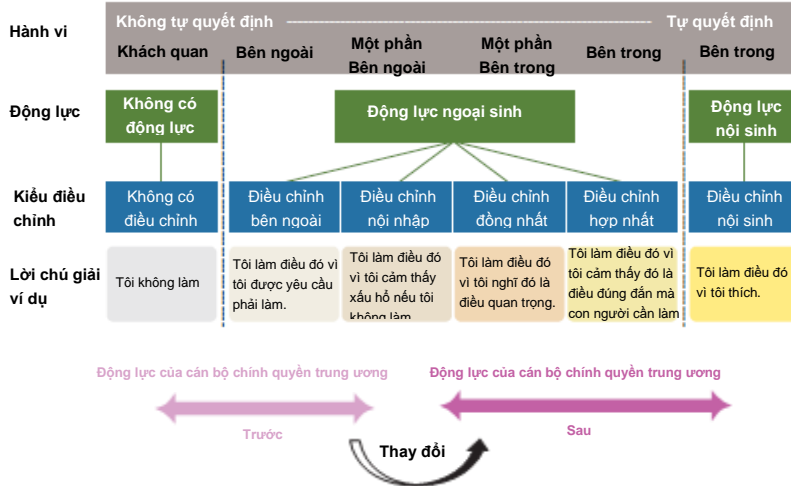 Hành vi
Không tự quyết định
Tự quyết định
Khách quan
Bên ngoài
Một phần
Bên ngoài
Một phần
Bên trong
Bên trong
Bên trong
Động lực
Không có
động lực
Động lực ngoại sinh
Động lực
nội sinh
Kiểu điều
chỉnh
Không có
điều chỉnh
Điều chỉnh
bên ngoài
Điều chỉnh
nội nhập
Điều chỉnh
đồng nhất
Điều chỉnh
hợp nhất
Điều chỉnh
nội sinh
Lời chú giải
ví dụ
Tôi không làm
Tôi làm điều đó vì
tôi được yêu cầu
phải làm.
Tôi làm điều đó
vì tôi cảm thấy
xấu hổ nếu tôi
không làm
Tôi làm điều đó
vì tôi nghĩ đó là
điều quan trọng.
Tôi làm điều đó vì
tôi cảm thấy đó là
điều đúng đắn mà
con người cần làm
Tôi làm điều đó
vì tôi thích.
Động lực của cán bộ chính quyền trung ương
Trước
Động lực của cán bộ chính quyền trung ương
Sau
Thay đổi